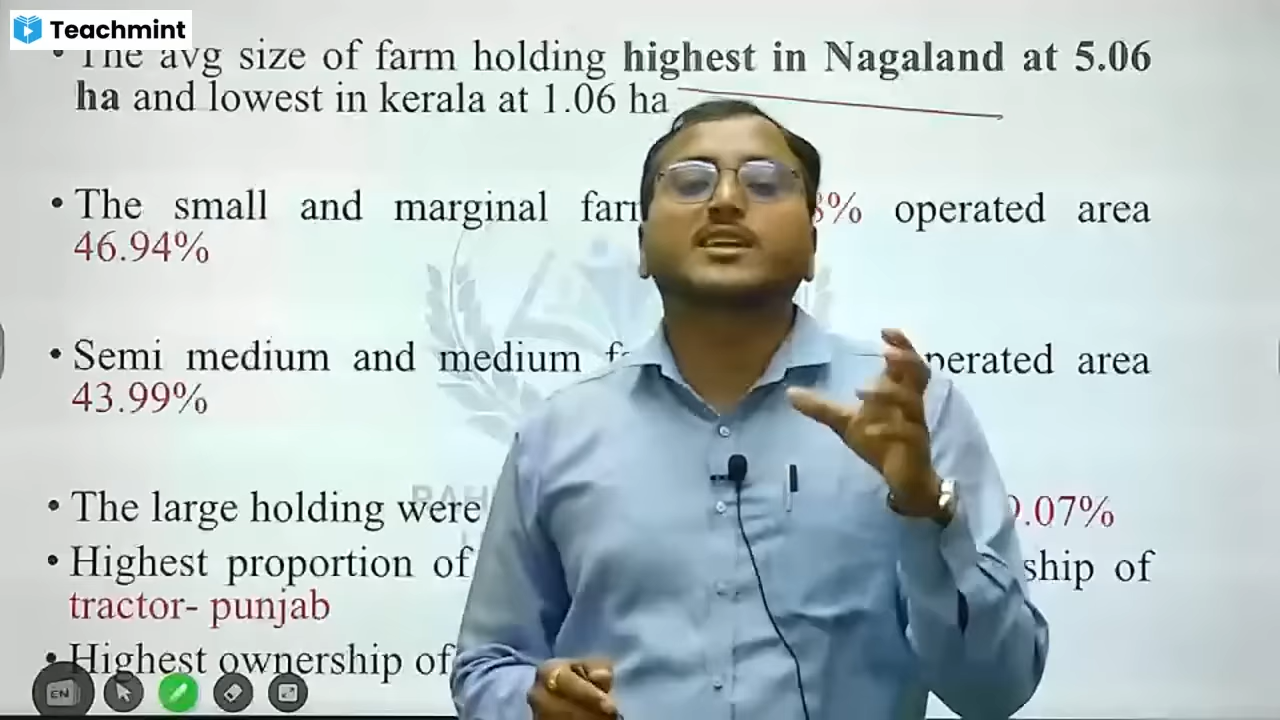 Teachmint
• The avg size of farm holding highest in Nagaland at 5.06
ha and lowest in kerala at 1.06 ha
• The small and marginal % operated area
46.94%
• Semi medium and medium area
43.99%
• The large holding were .07%
• Highest proportion of ship of
tractor- punjab
• Highest ownership of
EN